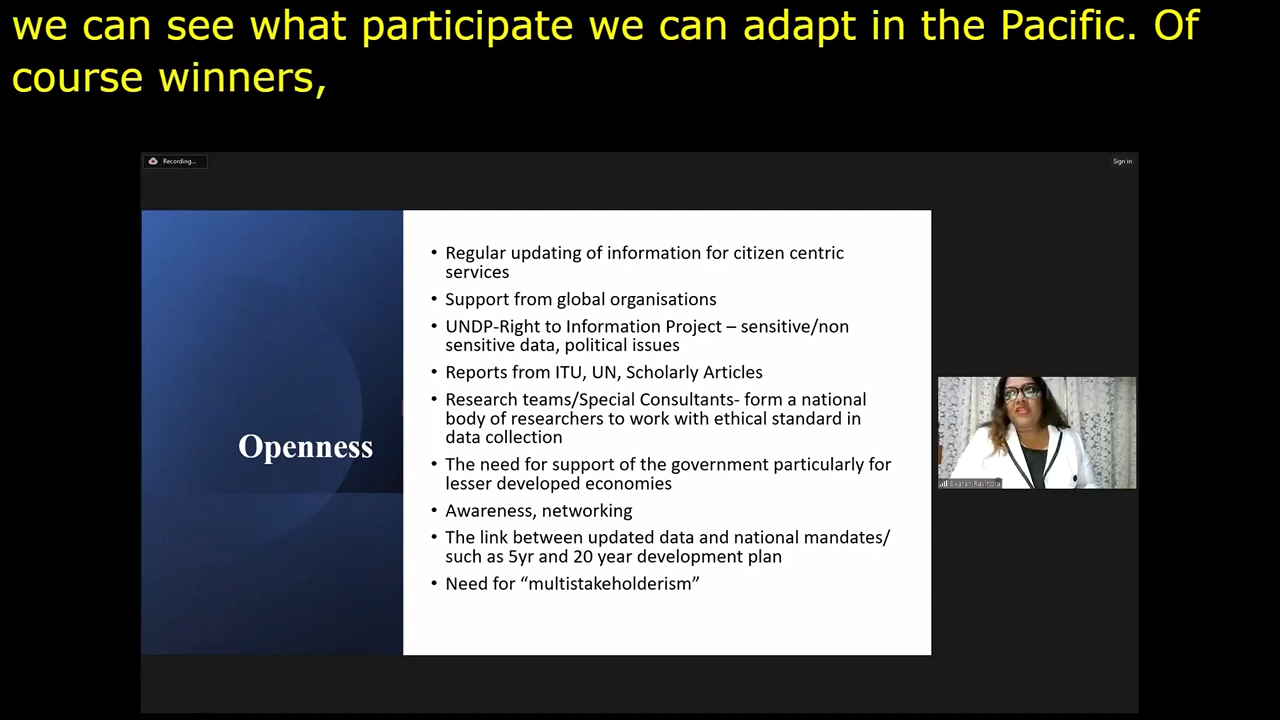 we can see what participate we can adapt in the Pacific. Of
course winners,
Recording...
Sign in
Openness
• Regular updating of information for citizen centric
services
• Support from global organisations
• UNDP-Right to Information Project – sensitive/non
sensitive data, political issues
• Reports from ITU, UN, Scholarly Articles
• Research teams/Special Consultants- form a national
body of researchers to work with ethical standard in
data collection
• The need for support of the government particularly for
lesser developed economies
• Awareness, networking
• The link between updated data and national mandates/
such as 5yr and 20 year development plan
• Need for “multistakeholderism”
Swaran Ravindra